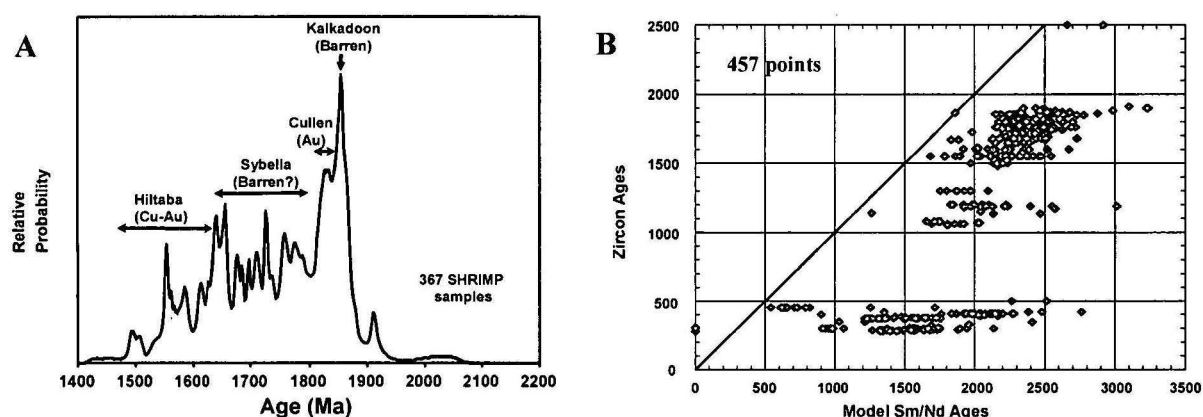 A
Kalkadoon
(Barren)
Cullen
(Au)
Sybella
(Barren?)
Hiltaba
(Cu-Au)
Relative
Probability
367 SHRIMP
samples
1400 1500 1600 1700 1800 1900 2000 2100 2200
Age (Ma)
B
457 points
Zircon Ages
2500
2000
1500
1000
500
0
0 500 1000 1500 2000 2500 3000 3500
Model Sm/Nd Ages